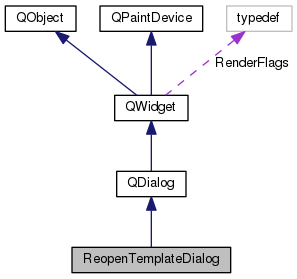 QObject
QPaintDevice
typedef
RenderFlags
QWidget
QDialog
ReopenTemplateDialog